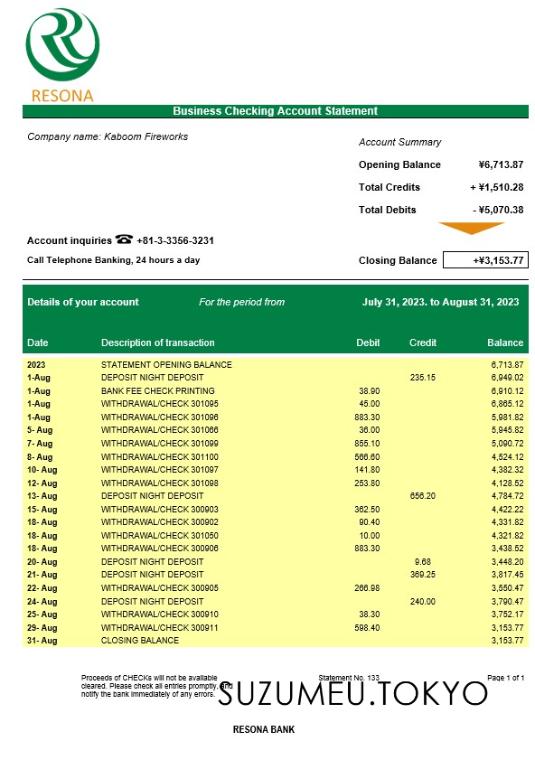 RESONA
Business Checking Account Statement
Company name: Kaboom Fireworks
Account Summary
Opening Balance ¥6,713.87
Total Credits + ¥1,510.28
Total Debits - ¥5,070.38
Account inquiries ☎ +81-3-3356-3231
Call Telephone Banking, 24 hours a day
Closing Balance +¥3,153.77
Details of your account For the period from July 31, 2023. to August 31, 2023
Date Description of transaction Debit Credit Balance
2023 STATEMENT OPENING BALANCE 6,713.87
1-Aug DEPOSIT NIGHT DEPOSIT 235.15 6,949.02
1-Aug BANK FEE CHECK PRINTING 38.90 6,910.12
1-Aug WITHDRAWAL/CHECK 301095 45.00 6,865.12
1-Aug WITHDRAWAL/CHECK 301096 883.30 5,981.82
5- Aug WITHDRAWAL/CHECK 301066 36.00 5,945.82
7- Aug WITHDRAWAL/CHECK 301099 855.10 5,090.72
8- Aug WITHDRAWAL/CHECK 301100 566.60 4,524.12
10- Aug WITHDRAWAL/CHECK 301097 141.80 4,382.32
12- Aug WITHDRAWAL/CHECK 301098 253.80 4,128.52
13- Aug DEPOSIT NIGHT DEPOSIT 656.20 4,784.72
15- Aug WITHDRAWAL/CHECK 300903 362.50 4,422.22
18- Aug WITHDRAWAL/CHECK 300902 90.40 4,331.82
18- Aug WITHDRAWAL/CHECK 301050 10.00 4,321.82
18- Aug WITHDRAWAL/CHECK 300906 883.30 3,438.52
20- Aug DEPOSIT NIGHT DEPOSIT 9.68 3,448.20
21- Aug DEPOSIT NIGHT DEPOSIT 369.25 3,817.45
22- Aug WITHDRAWAL/CHECK 300905 266.98 3,550.47
24- Aug DEPOSIT NIGHT DEPOSIT 240.00 3,790.47
25- Aug WITHDRAWAL/CHECK 300910 38.30 3,752.17
29- Aug WITHDRAWAL/CHECK 300911 598.40 3,153.77
31- Aug CLOSING BALANCE 3,153.77
Proceeds of CHECKs will not be available Statement No. 133 Page 1 of 1
cleared. Please check all entries promptly, and
notify the bank immediately of any errors.
SUZUMEU.TOKYO
RESONA BANK